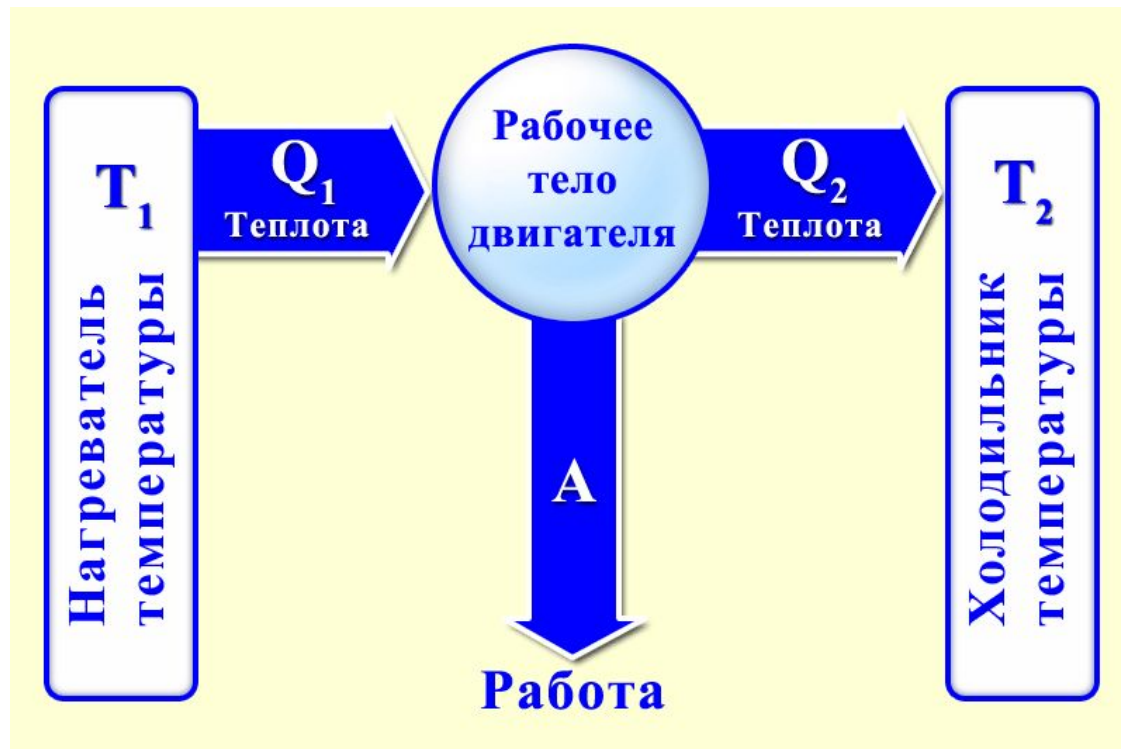 T₁
Нагреватель
температуры
Q₁
Теплота
Рабочее
тело
двигателя
Q₂
Теплота
T₂
Холодильник
температуры
А
Работа